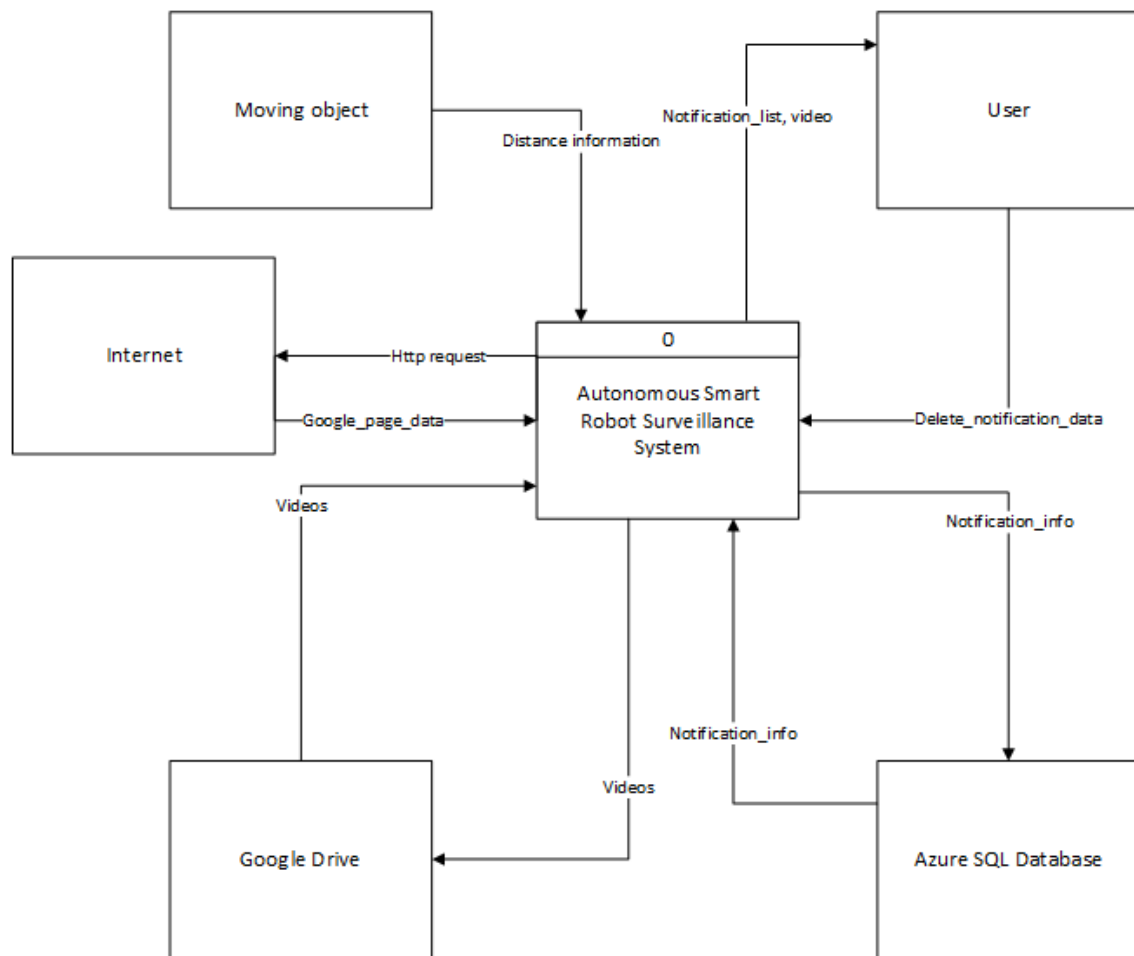 Moving object
User
Notification_list, video
Distance information
0
Internet
Http request
Autonomous Smart
Robot Surveillance
System
Google_page_data
Delete_notification_data
Videos
Notification_info
Notification_info
Videos
Google Drive
Azure SQL Database